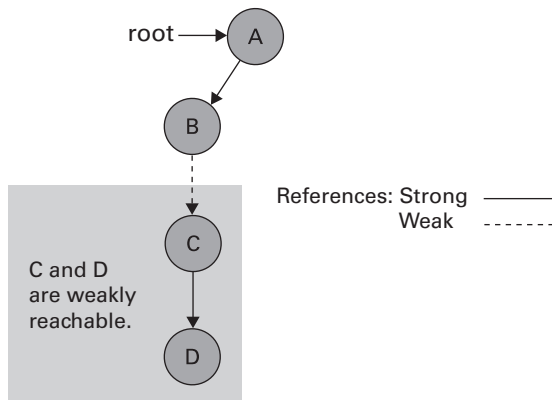 root
A
B
References: Strong
Weak
C
C and D
are weakly
reachable.
D